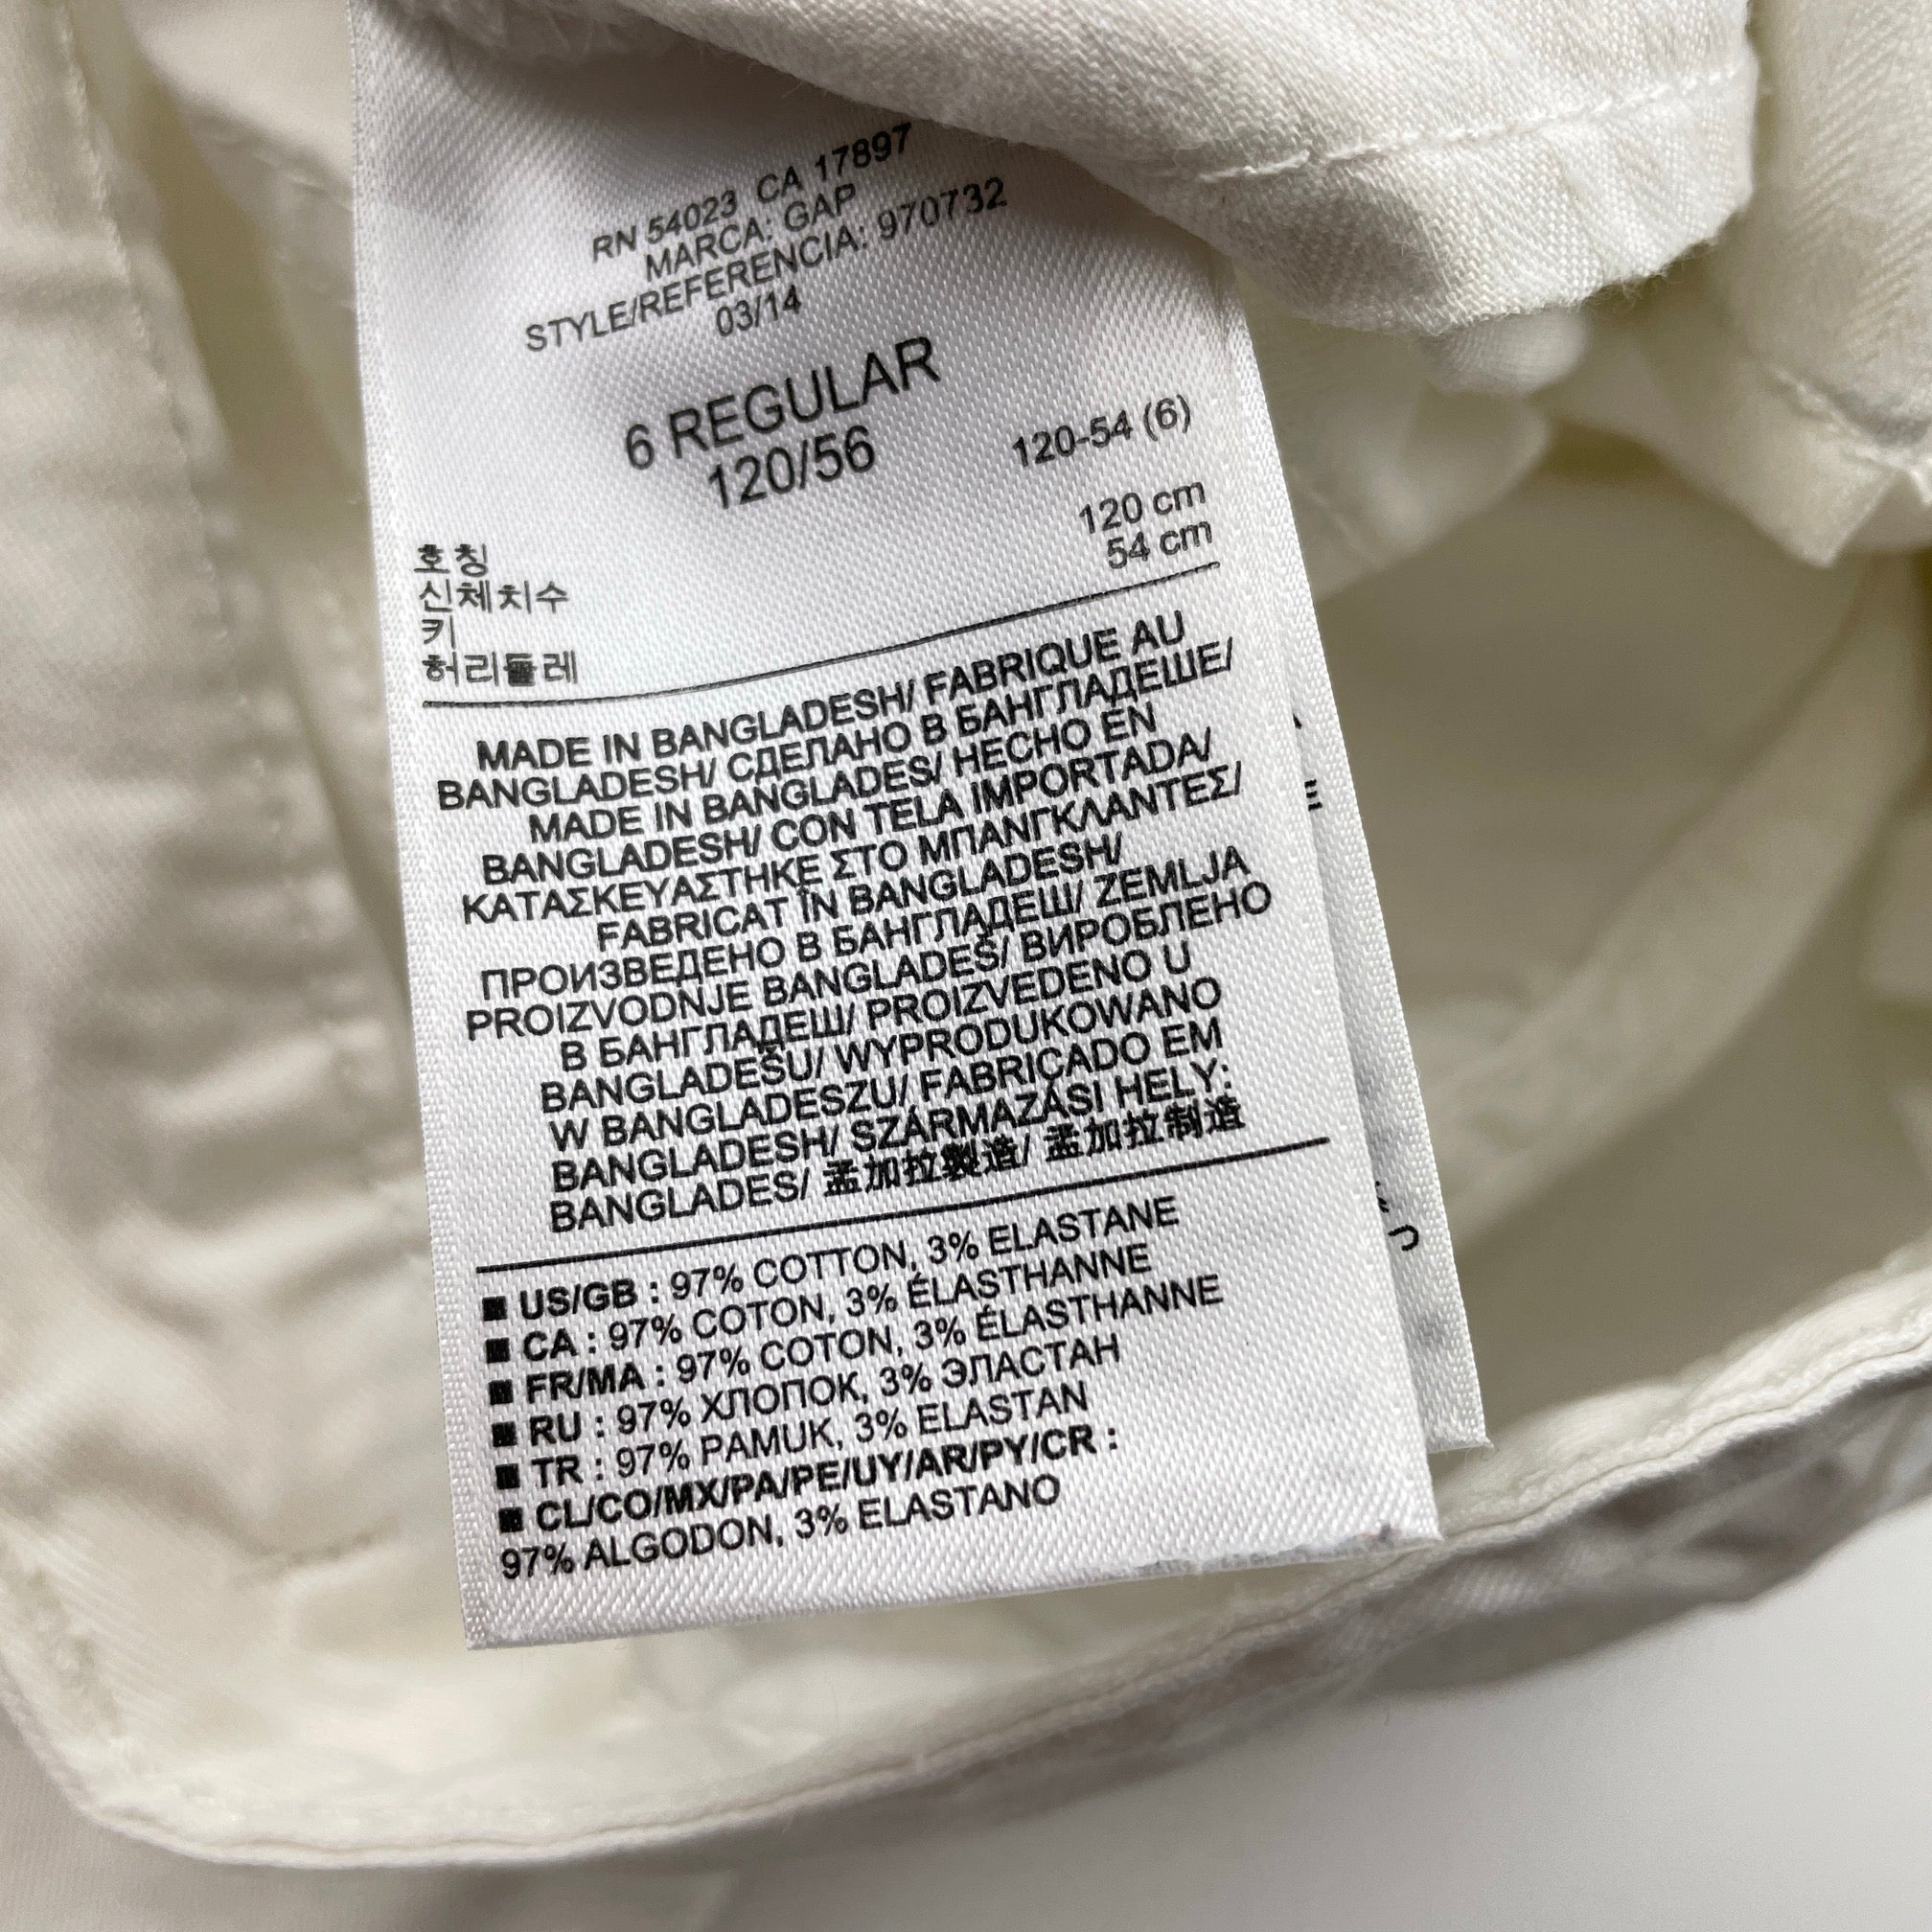 RN 54023 CA 17897
MARCA: GAP
STYLE/REFERENCIA: 970732
03/14
6 REGULAR
120/56
호칭 120-54 (6)
신체치수
키 120 cm
허리둘레 54 cm
MADE IN BANGLADESH/ FABRIQUE AU
BANGLADESH/ СДЕЛАНО В БАНГЛАДЕШЕ/
MADE IN BANGLADES/ HECHO EN
BANGLADESH/ CON TELA IMPORTADA/
ΚΑΤΑΣΚΕΥΑΣΤΗΚΕ ΣΤΟ ΜΠΑΝΓΚΛΑΝΤΕΣ/
FABRICAT ÎN BANGLADESH/
ПРОИЗВЕДЕНО В БАНГЛАДЕШ/ ZEMLJA
PROIZVODNJE BANGLADEŠ/ ВИРОБЛЕНО
В БАНГЛАДЕШ/ PROIZVEDENO U
BANGLADEŠU/ WYPRODUKOWANO
W BANGLADESZU/ FABRICADO EM
BANGLADESH/ SZÁRMAZÁSI HELY:
BANGLADES/ 孟加拉製造/ 孟加拉制造
■ US/GB : 97% COTTON, 3% ELASTANE
■ CA : 97% COTON, 3% ÉLASTHANNE
■ FR/MA : 97% COTON, 3% ÉLASTHANNE
■ RU : 97% ХЛОПОК, 3% ЭЛАСТАН
■ TR : 97% PAMUK, 3% ELASTAN
■ CL/CO/MX/PA/PE/UY/AR/PY/CR :
97% ALGODON, 3% ELASTANO